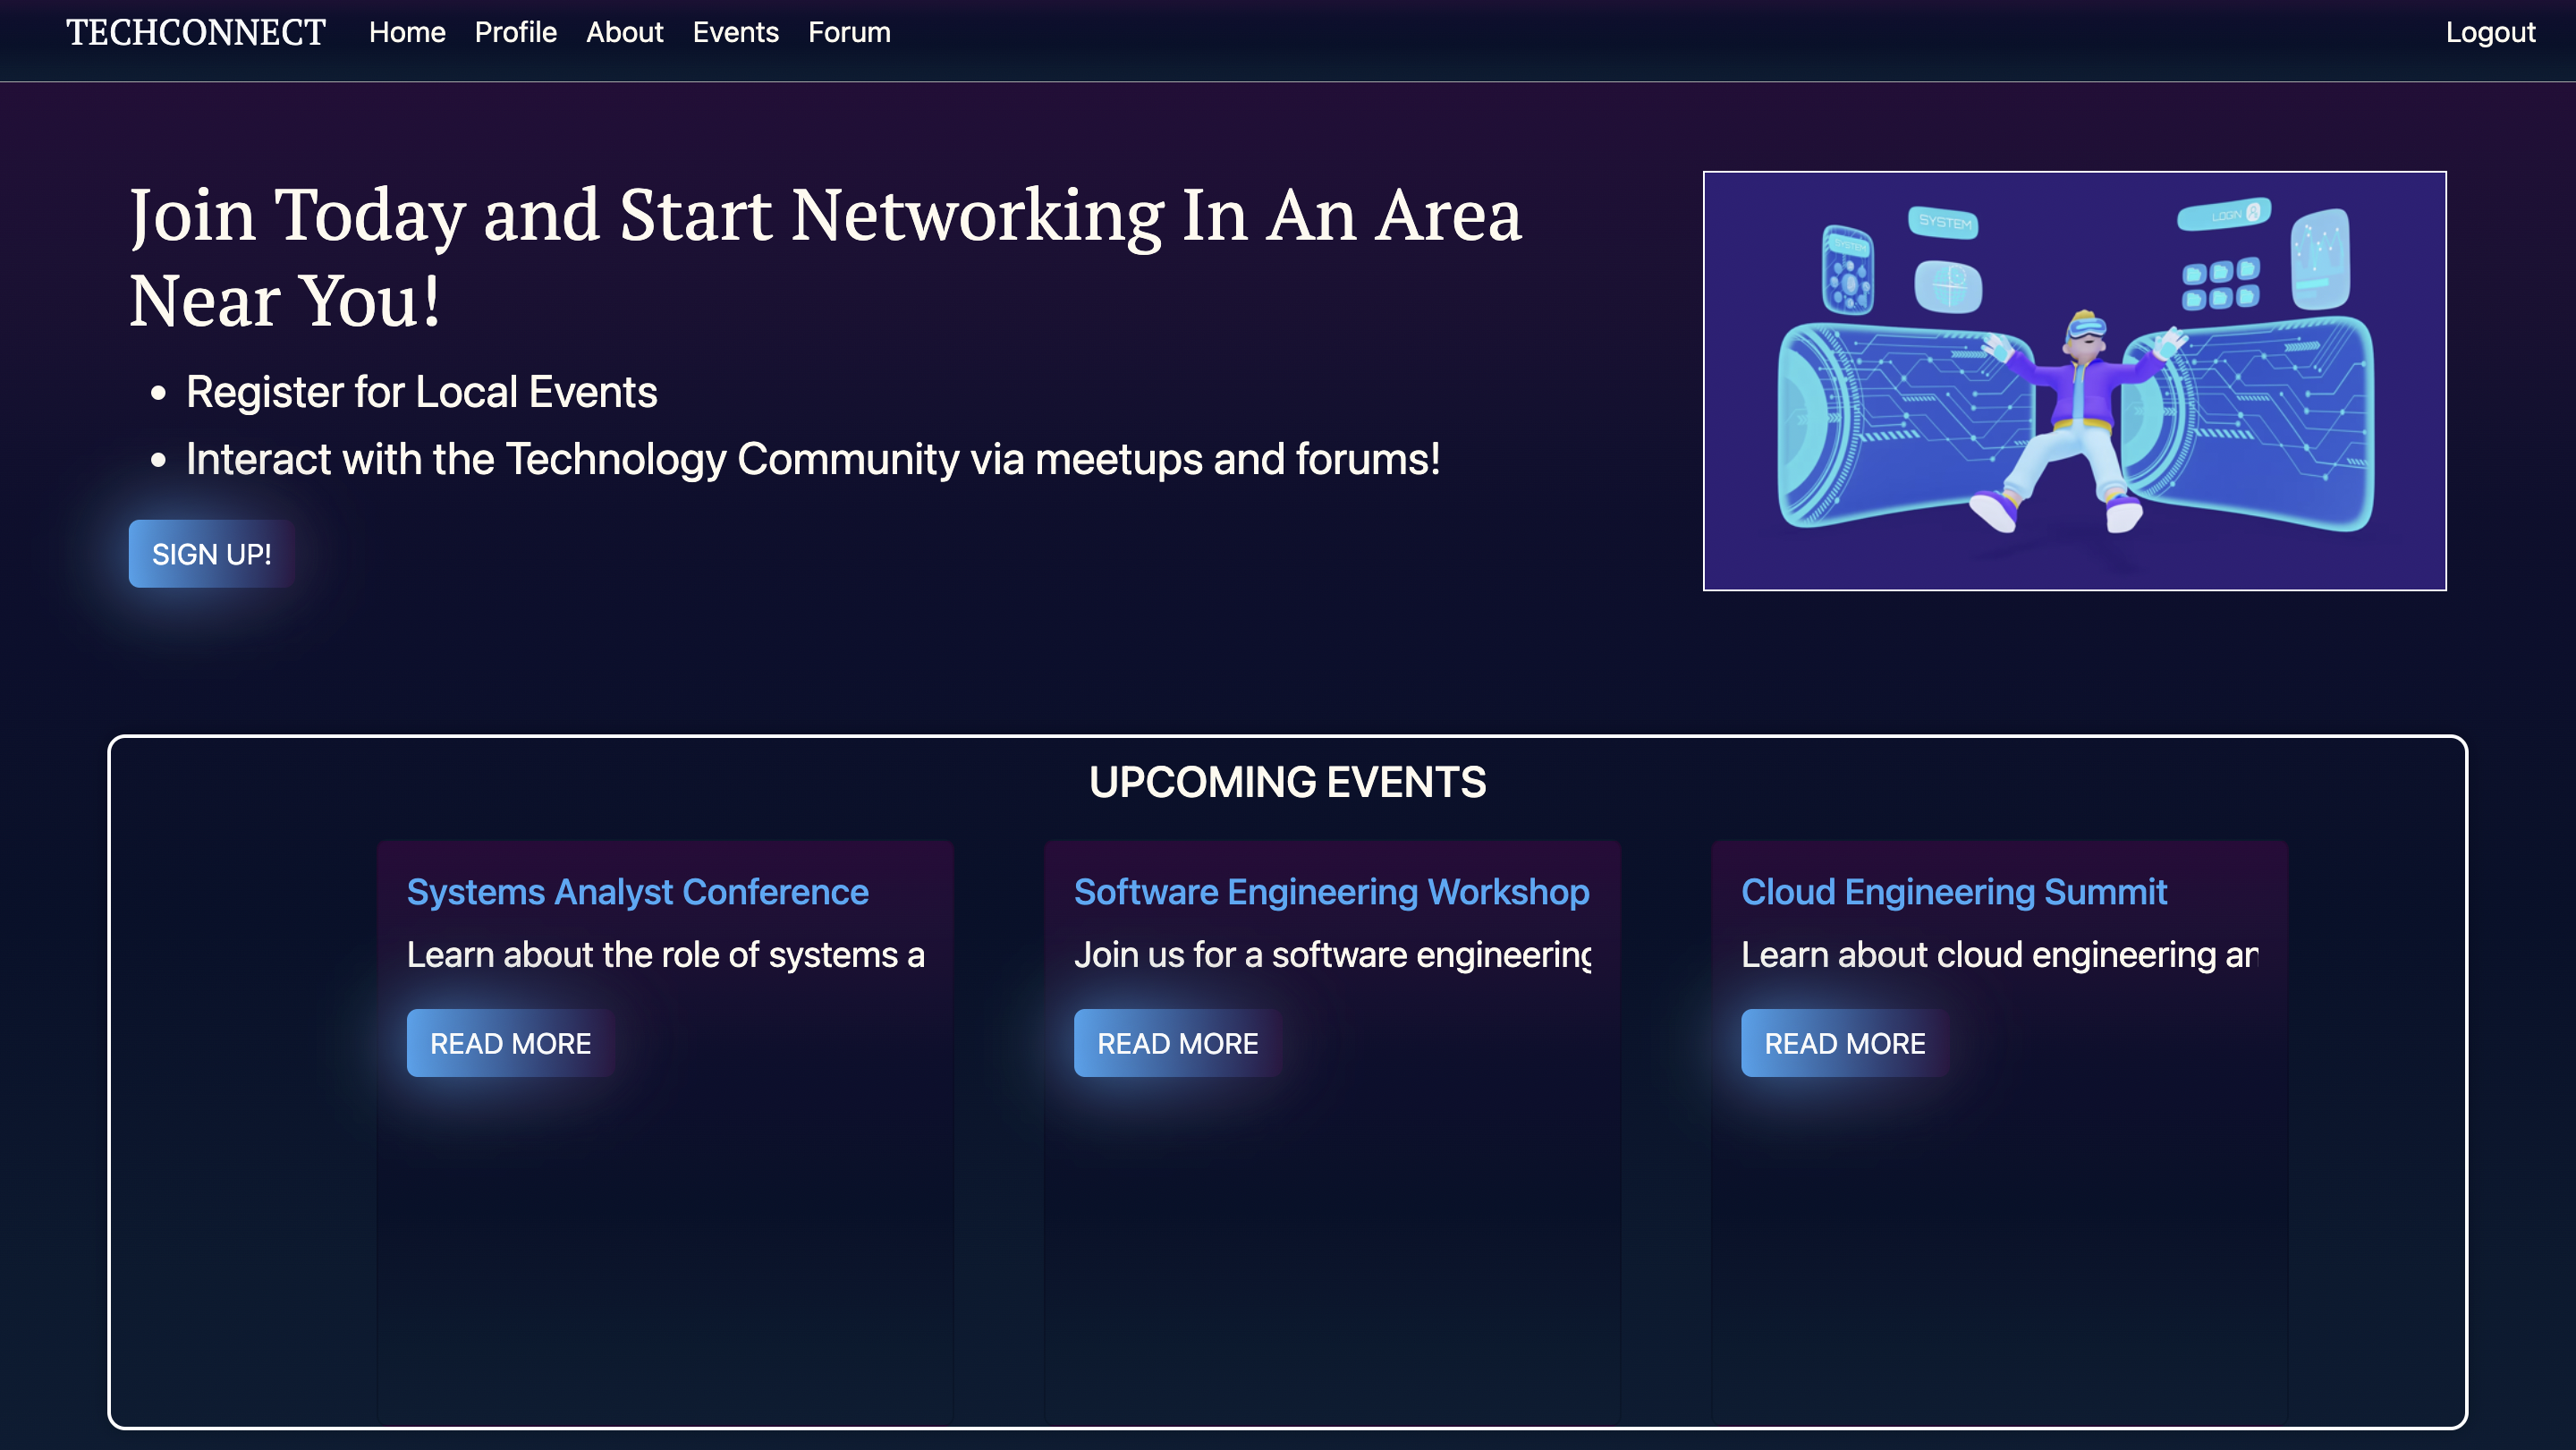 TECHCONNECT Home Profile About Events Forum Logout
Join Today and Start Networking In An Area
Near You!
• Register for Local Events
• Interact with the Technology Community via meetups and forums!
SIGN UP!
SYSTEM
SYSTEM
LOGIN
UPCOMING EVENTS
Systems Analyst Conference
Learn about the role of systems a
READ MORE
Software Engineering Workshop
Join us for a software engineering
READ MORE
Cloud Engineering Summit
Learn about cloud engineering an
READ MORE